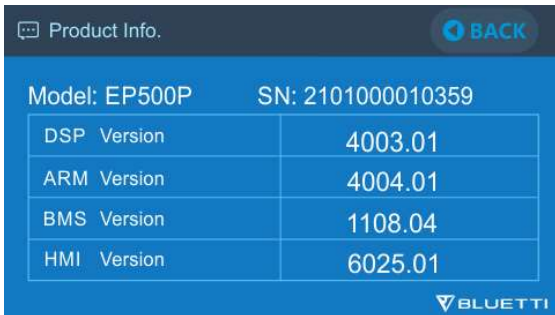 Product Info.
BACK
Model: EP500P SN: 2101000010359
DSP Version 4003.01
ARM Version 4004.01
BMS Version 1108.04
HMI Version 6025.01
BLUETTI